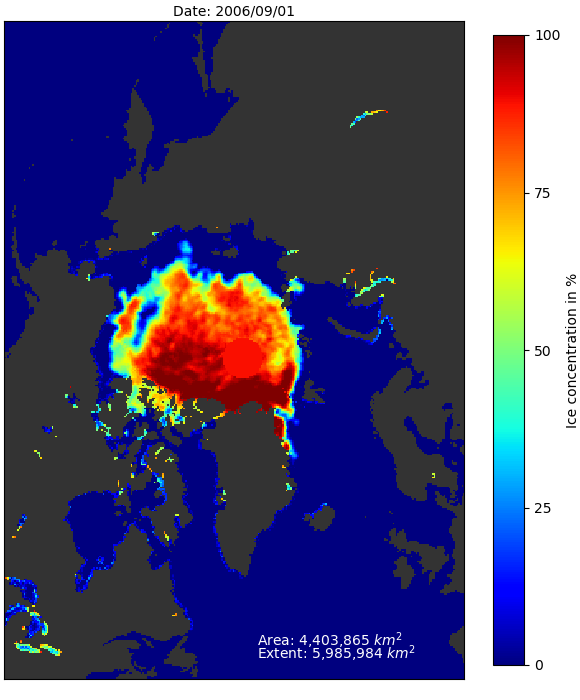 Date: 2006/09/01
100
75
50
25
0
Ice concentration in %
Area: 4,403,865 km²
Extent: 5,985,984 km²